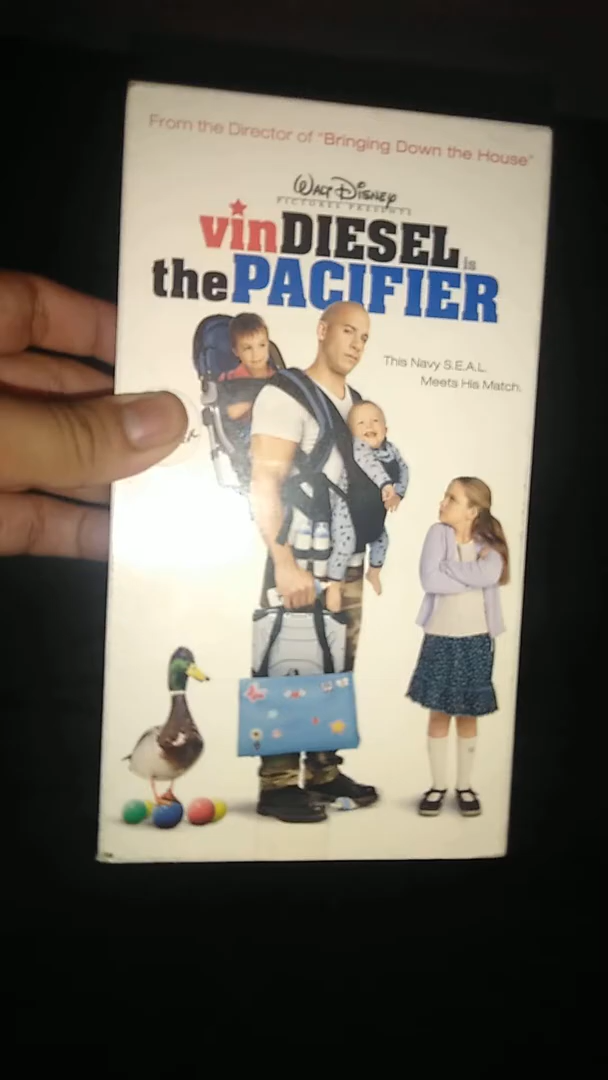 From the Director of "Bringing Down the House"
WALT DISNEY
PICTURES PRESENTS
vin DIESEL is
the PACIFIER
This Navy S.E.A.L.
Meets His Match.